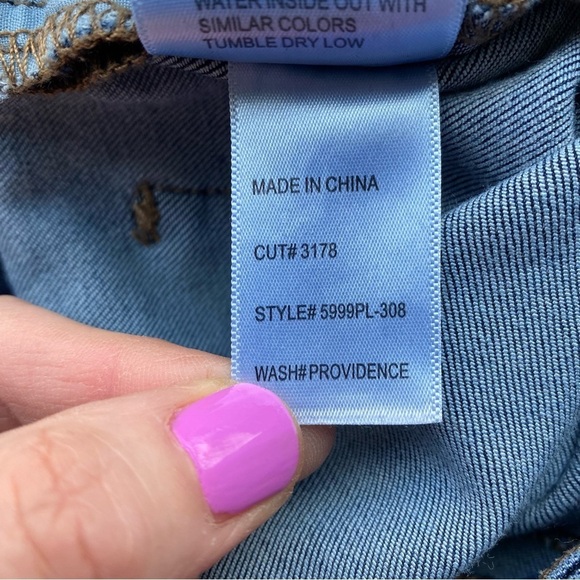 WATER INSIDE OUT WITH
SIMILAR COLORS
TUMBLE DRY LOW
MADE IN CHINA
CUT# 3178
STYLE# 5999PL-308
WASH# PROVIDENCE